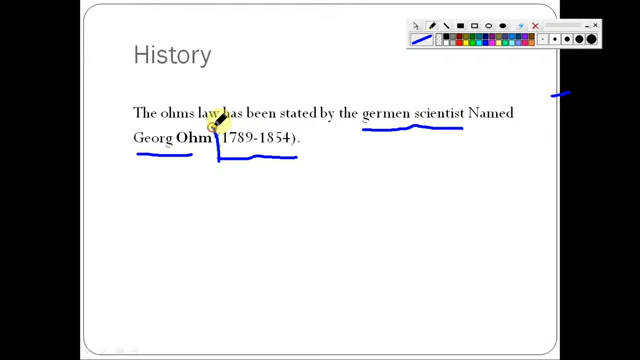 History
The ohms law has been stated by the germen scientist Named
Georg Ohm (1789-1854).